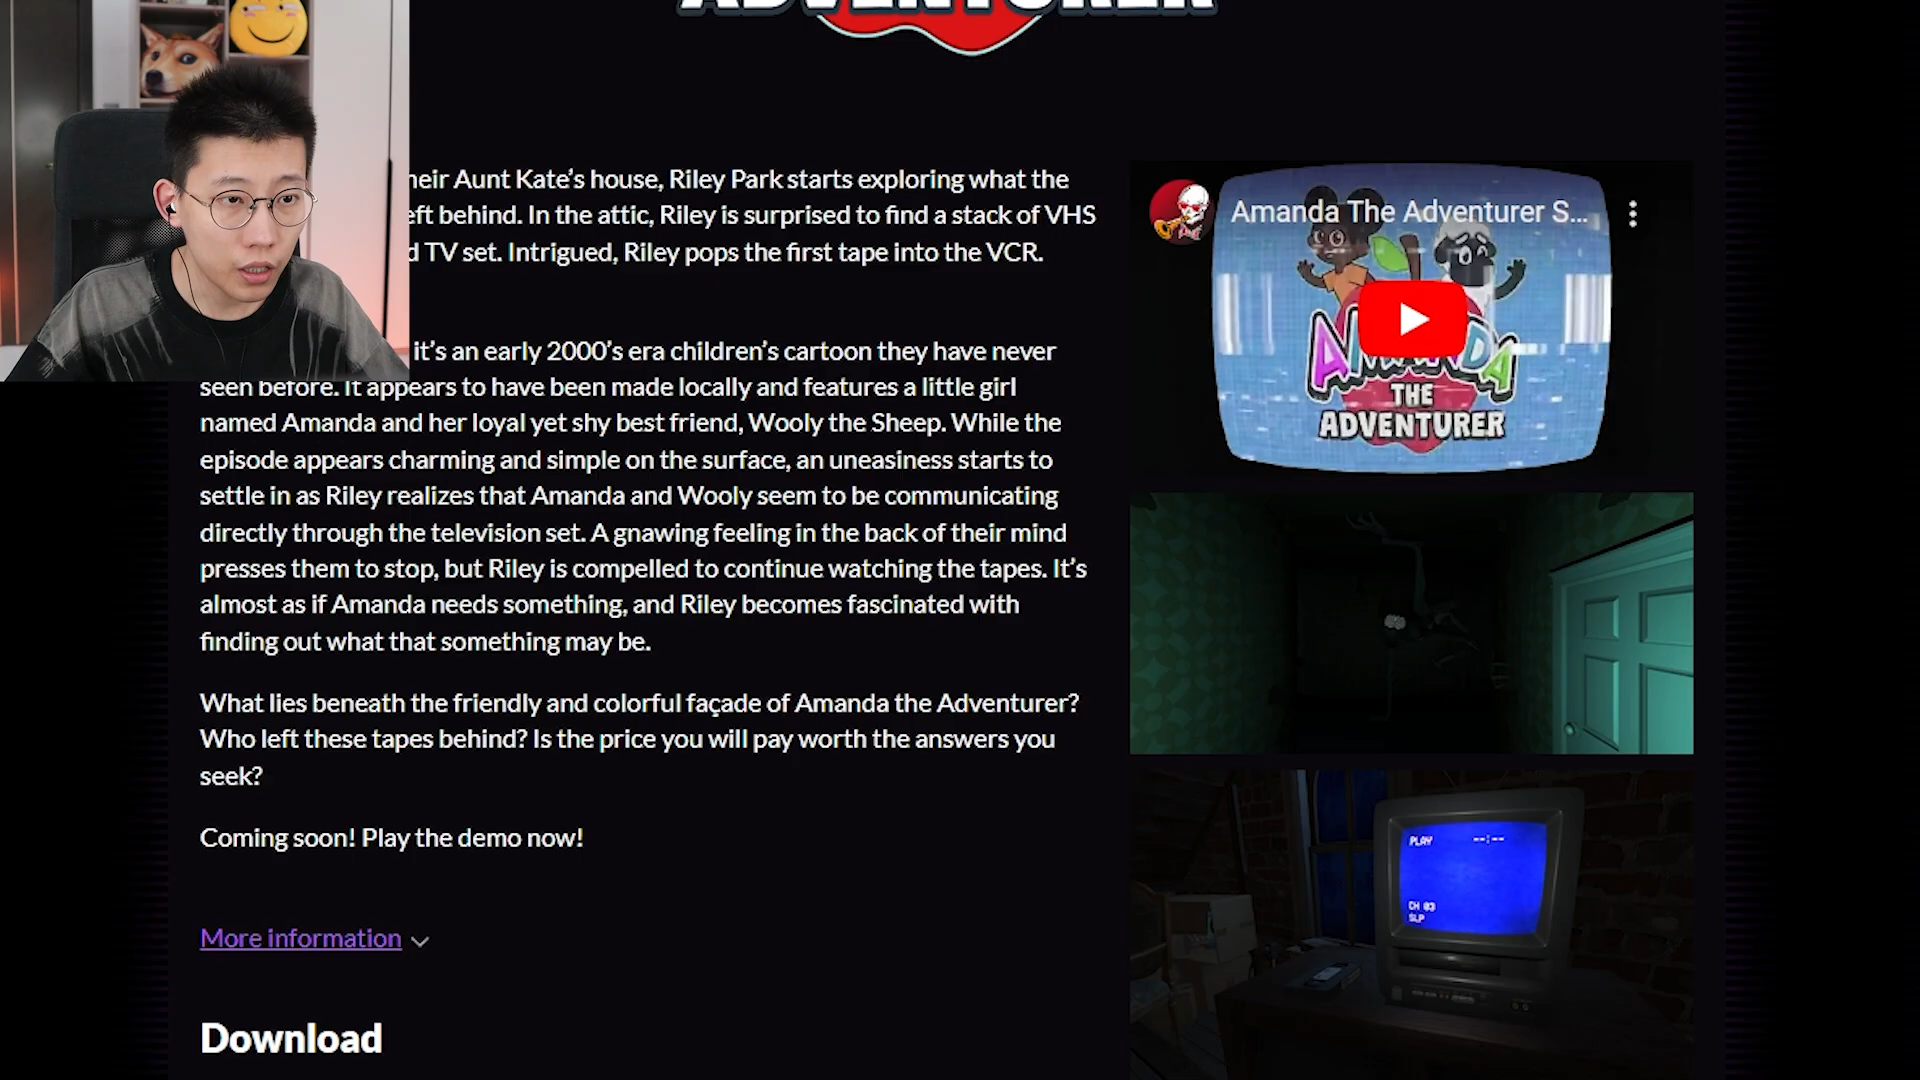 ADVENTURER
heir Aunt Kate's house, Riley Park starts exploring what the
eft behind. In the attic, Riley is surprised to find a stack of VHS
d TV set. Intrigued, Riley pops the first tape into the VCR.
it's an early 2000's era children's cartoon they have never
seen before. It appears to have been made locally and features a little girl
named Amanda and her loyal yet shy best friend, Wooly the Sheep. While the
episode appears charming and simple on the surface, an uneasiness starts to
settle in as Riley realizes that Amanda and Wooly seem to be communicating
directly through the television set. A gnawing feeling in the back of their mind
presses them to stop, but Riley is compelled to continue watching the tapes. It's
almost as if Amanda needs something, and Riley becomes fascinated with
finding out what that something may be.
What lies beneath the friendly and colorful façade of Amanda the Adventurer?
Who left these tapes behind? Is the price you will pay worth the answers you
seek?
Coming soon! Play the demo now!
More information
Download
Amanda The Adventurer S...
AMANDA
THE
ADVENTURER
PLAY --:--
CH 03
SLP